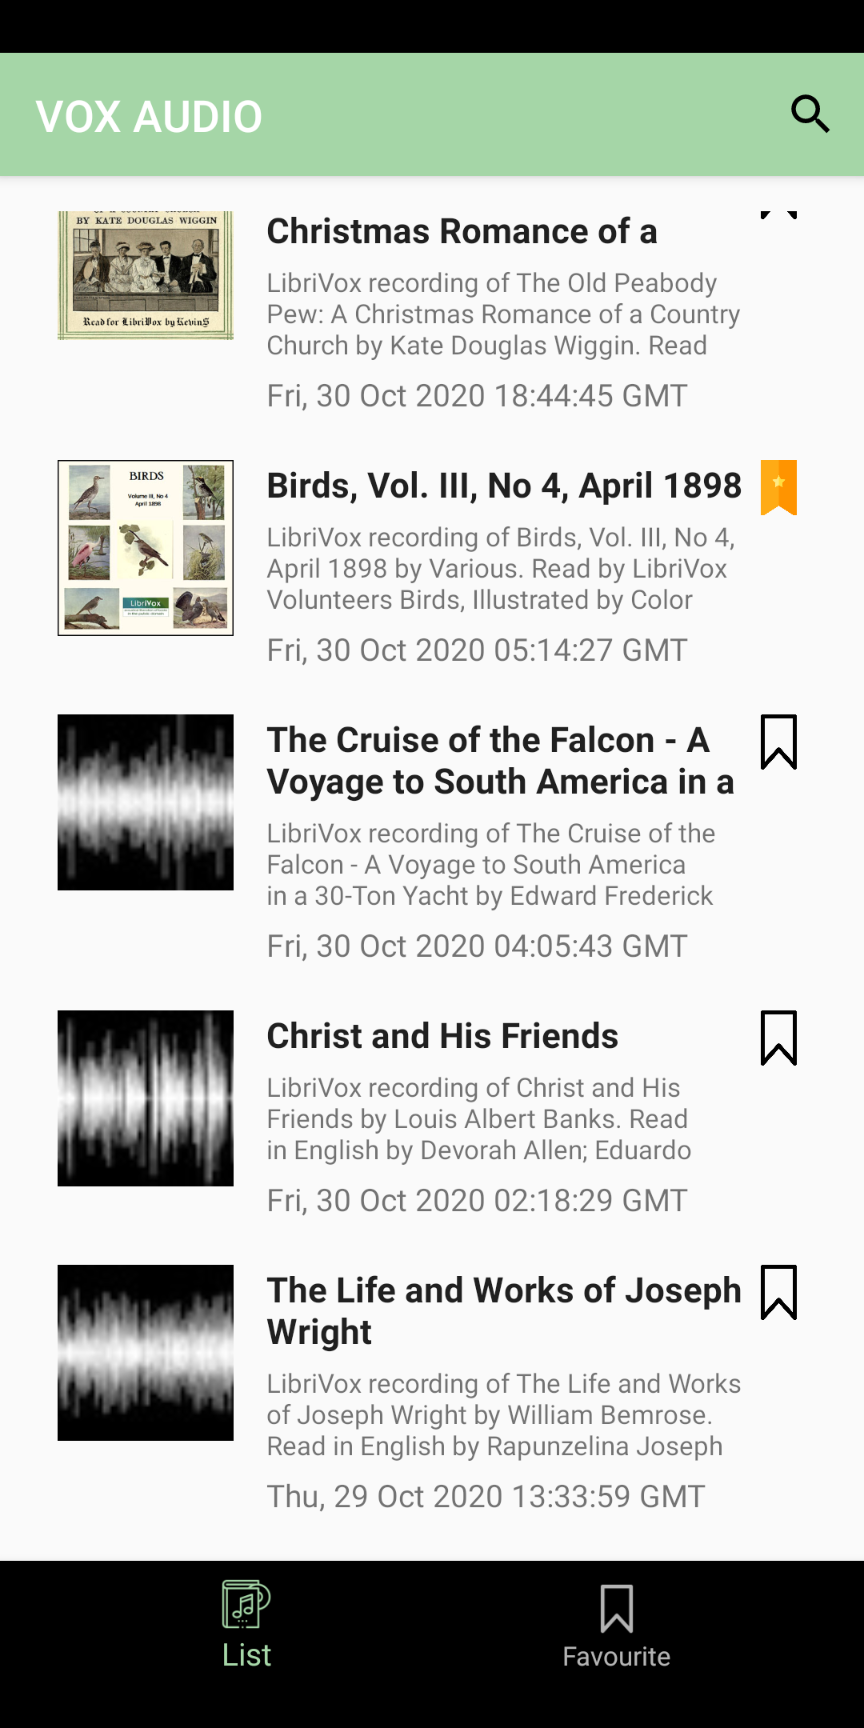 VOX AUDIO
BY KATE DOUGLAS WIGGIN
Read for LibriVox by KevinS
Christmas Romance of a
LibriVox recording of The Old Peabody
Pew: A Christmas Romance of a Country
Church by Kate Douglas Wiggin. Read
Fri, 30 Oct 2020 18:44:45 GMT
BIRDS
Volume III, No 4
April 1898
LibriVox
Birds, Vol. III, No 4, April 1898
LibriVox recording of Birds, Vol. III, No 4,
April 1898 by Various. Read by LibriVox
Volunteers Birds, Illustrated by Color
Fri, 30 Oct 2020 05:14:27 GMT
The Cruise of the Falcon - A
Voyage to South America in a
LibriVox recording of The Cruise of the
Falcon - A Voyage to South America
in a 30-Ton Yacht by Edward Frederick
Fri, 30 Oct 2020 04:05:43 GMT
Christ and His Friends
LibriVox recording of Christ and His
Friends by Louis Albert Banks. Read
in English by Devorah Allen; Eduardo
Fri, 30 Oct 2020 02:18:29 GMT
The Life and Works of Joseph
Wright
LibriVox recording of The Life and Works
of Joseph Wright by William Bemrose.
Read in English by Rapunzelina Joseph
Thu, 29 Oct 2020 13:33:59 GMT
List
Favourite